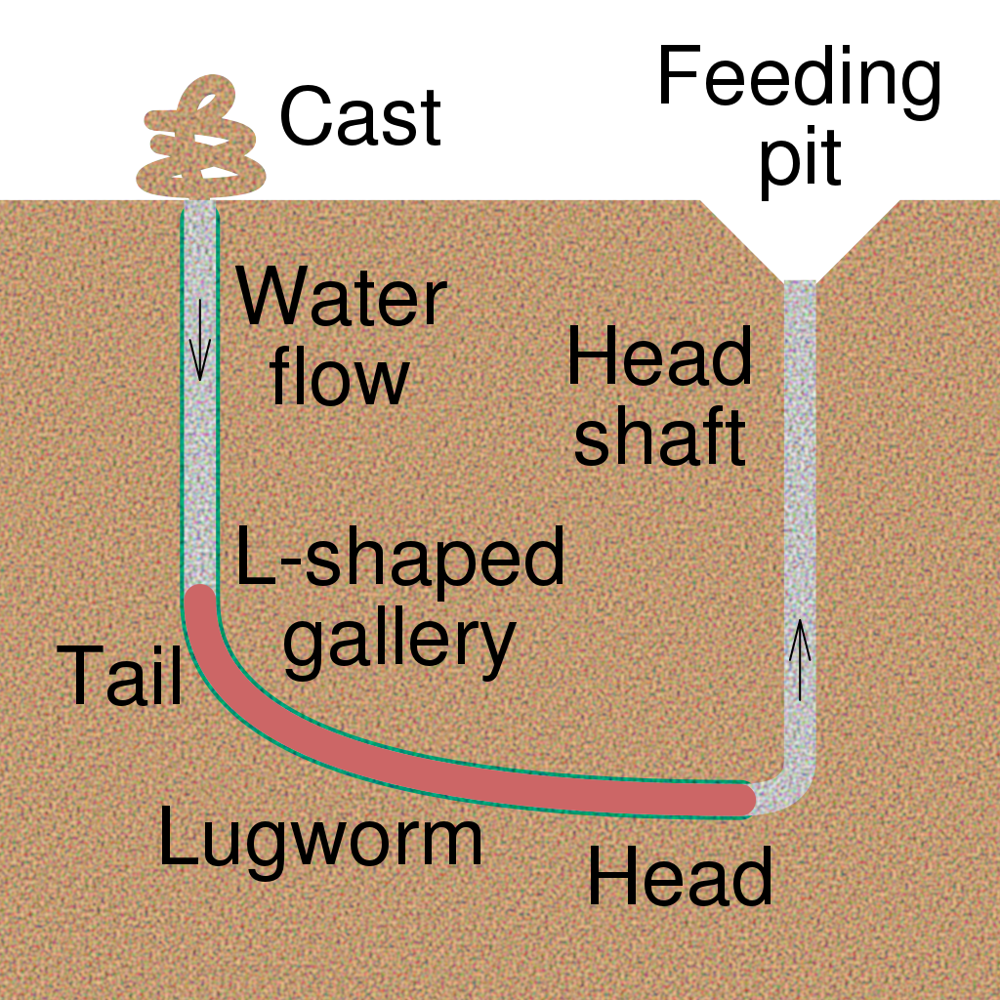 Cast
Feeding
pit
Water
flow
Head
shaft
L-shaped
gallery
Tail
Lugworm
Head